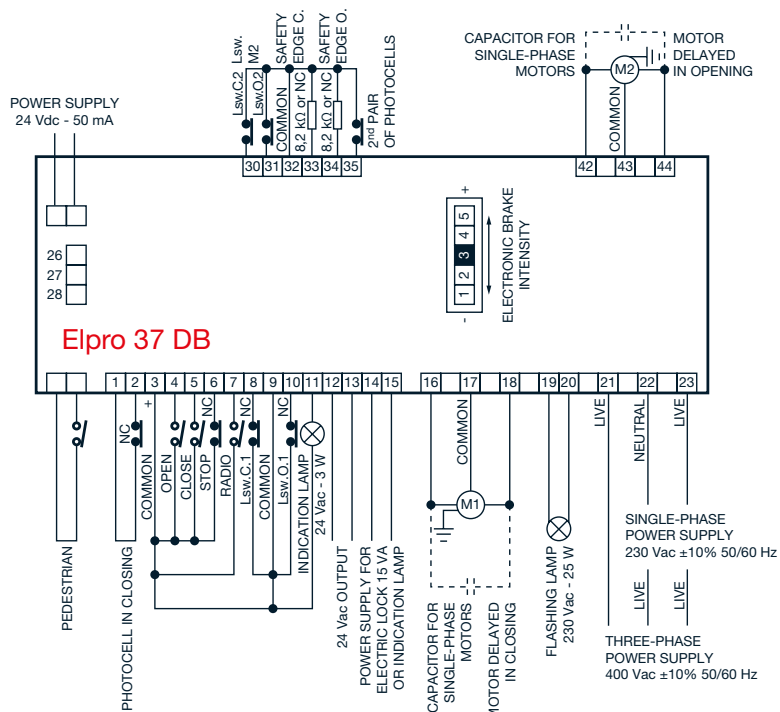 CAPACITOR FOR
SINGLE-PHASE
MOTORS
MOTOR
DELAYED
IN OPENING
M2
COMMON
42
43
44
POWER SUPPLY
24 Vdc - 50 mA
Lsw.
M2
Lsw.C.2
Lsw.O.2
COMMON
SAFETY
EDGE C.
8,2 kΩ or NC
SAFETY
EDGE O.
8,2 kΩ or NC
2nd PAIR
OF PHOTOCELLS
30
31
32
33
34
35
+
5
4
3
2
1
-
ELECTRONIC BRAKE
INTENSITY
26
27
28
Elpro 37 DB
1
2
3
4
5
6
7
8
9
10
11
12
13
14
15
16
17
18
19
20
21
22
23
PEDESTRIAN
PHOTOCELL IN CLOSING
NC
+
COMMON
OPEN
CLOSE
STOP
NC
RADIO
Lsw.C.1
NC
COMMON
Lsw.O.1
NC
INDICATION LAMP
24 Vac - 3 W
24 Vac OUTPUT
POWER SUPPLY FOR
ELECTRIC LOCK 15 VA
OR INDICATION LAMP
COMMON
M1
CAPACITOR FOR
SINGLE-PHASE
MOTORS
MOTOR DELAYED
IN CLOSING
FLASHING LAMP
230 Vac - 25 W
LIVE
NEUTRAL
LIVE
SINGLE-PHASE
POWER SUPPLY
230 Vac ±10% 50/60 Hz
LIVE
LIVE
THREE-PHASE
POWER SUPPLY
400 Vac ±10% 50/60 Hz